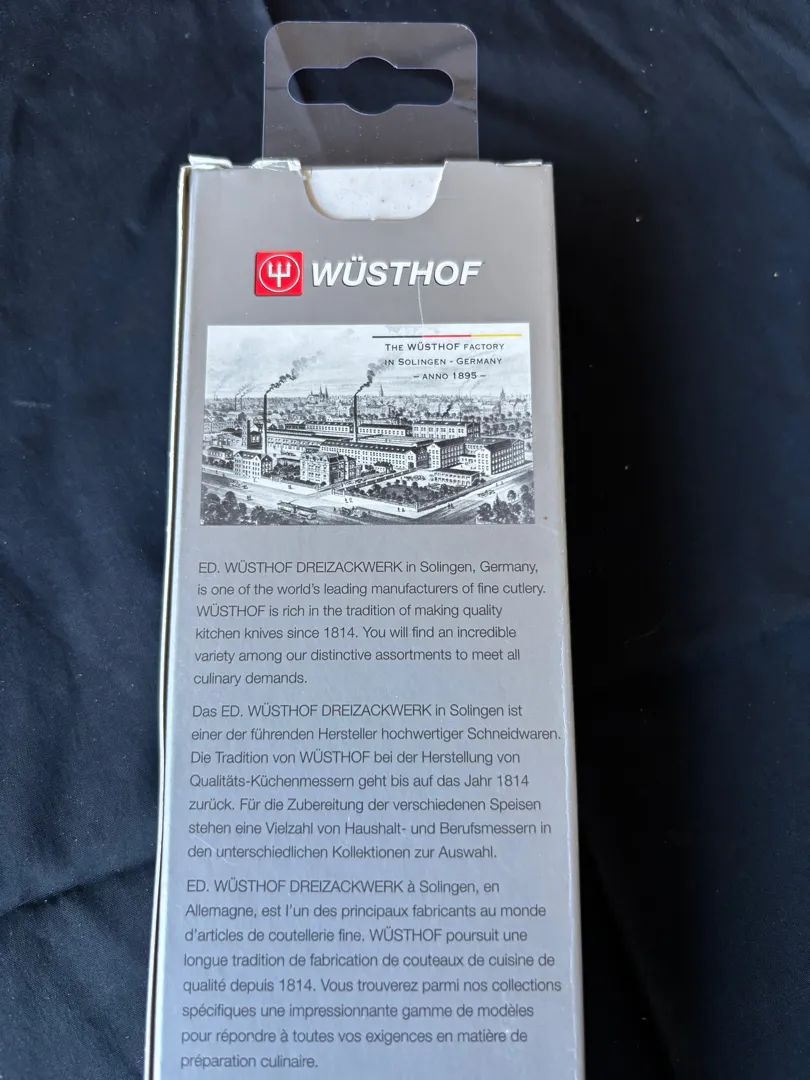 WÜSTHOF
THE WÜSTHOF FACTORY
IN SOLINGEN - GERMANY
– ANNO 1895 –
ED. WÜSTHOF DREIZACKWERK in Solingen, Germany,
is one of the world's leading manufacturers of fine cutlery.
WÜSTHOF is rich in the tradition of making quality
kitchen knives since 1814. You will find an incredible
variety among our distinctive assortments to meet all
culinary demands.
Das ED. WÜSTHOF DREIZACKWERK in Solingen ist
einer der führenden Hersteller hochwertiger Schneidwaren.
Die Tradition von WÜSTHOF bei der Herstellung von
Qualitäts-Küchenmessern geht bis auf das Jahr 1814
zurück. Für die Zubereitung der verschiedenen Speisen
stehen eine Vielzahl von Haushalt- und Berufsmessern in
den unterschiedlichen Kollektionen zur Auswahl.
ED. WÜSTHOF DREIZACKWERK à Solingen, en
Allemagne, est l'un des principaux fabricants au monde
d'articles de coutellerie fine. WÜSTHOF poursuit une
longue tradition de fabrication de couteaux de cuisine de
qualité depuis 1814. Vous trouverez parmi nos collections
spécifiques une impressionnante gamme de modèles
pour répondre à toutes vos exigences en matière de
préparation culinaire.